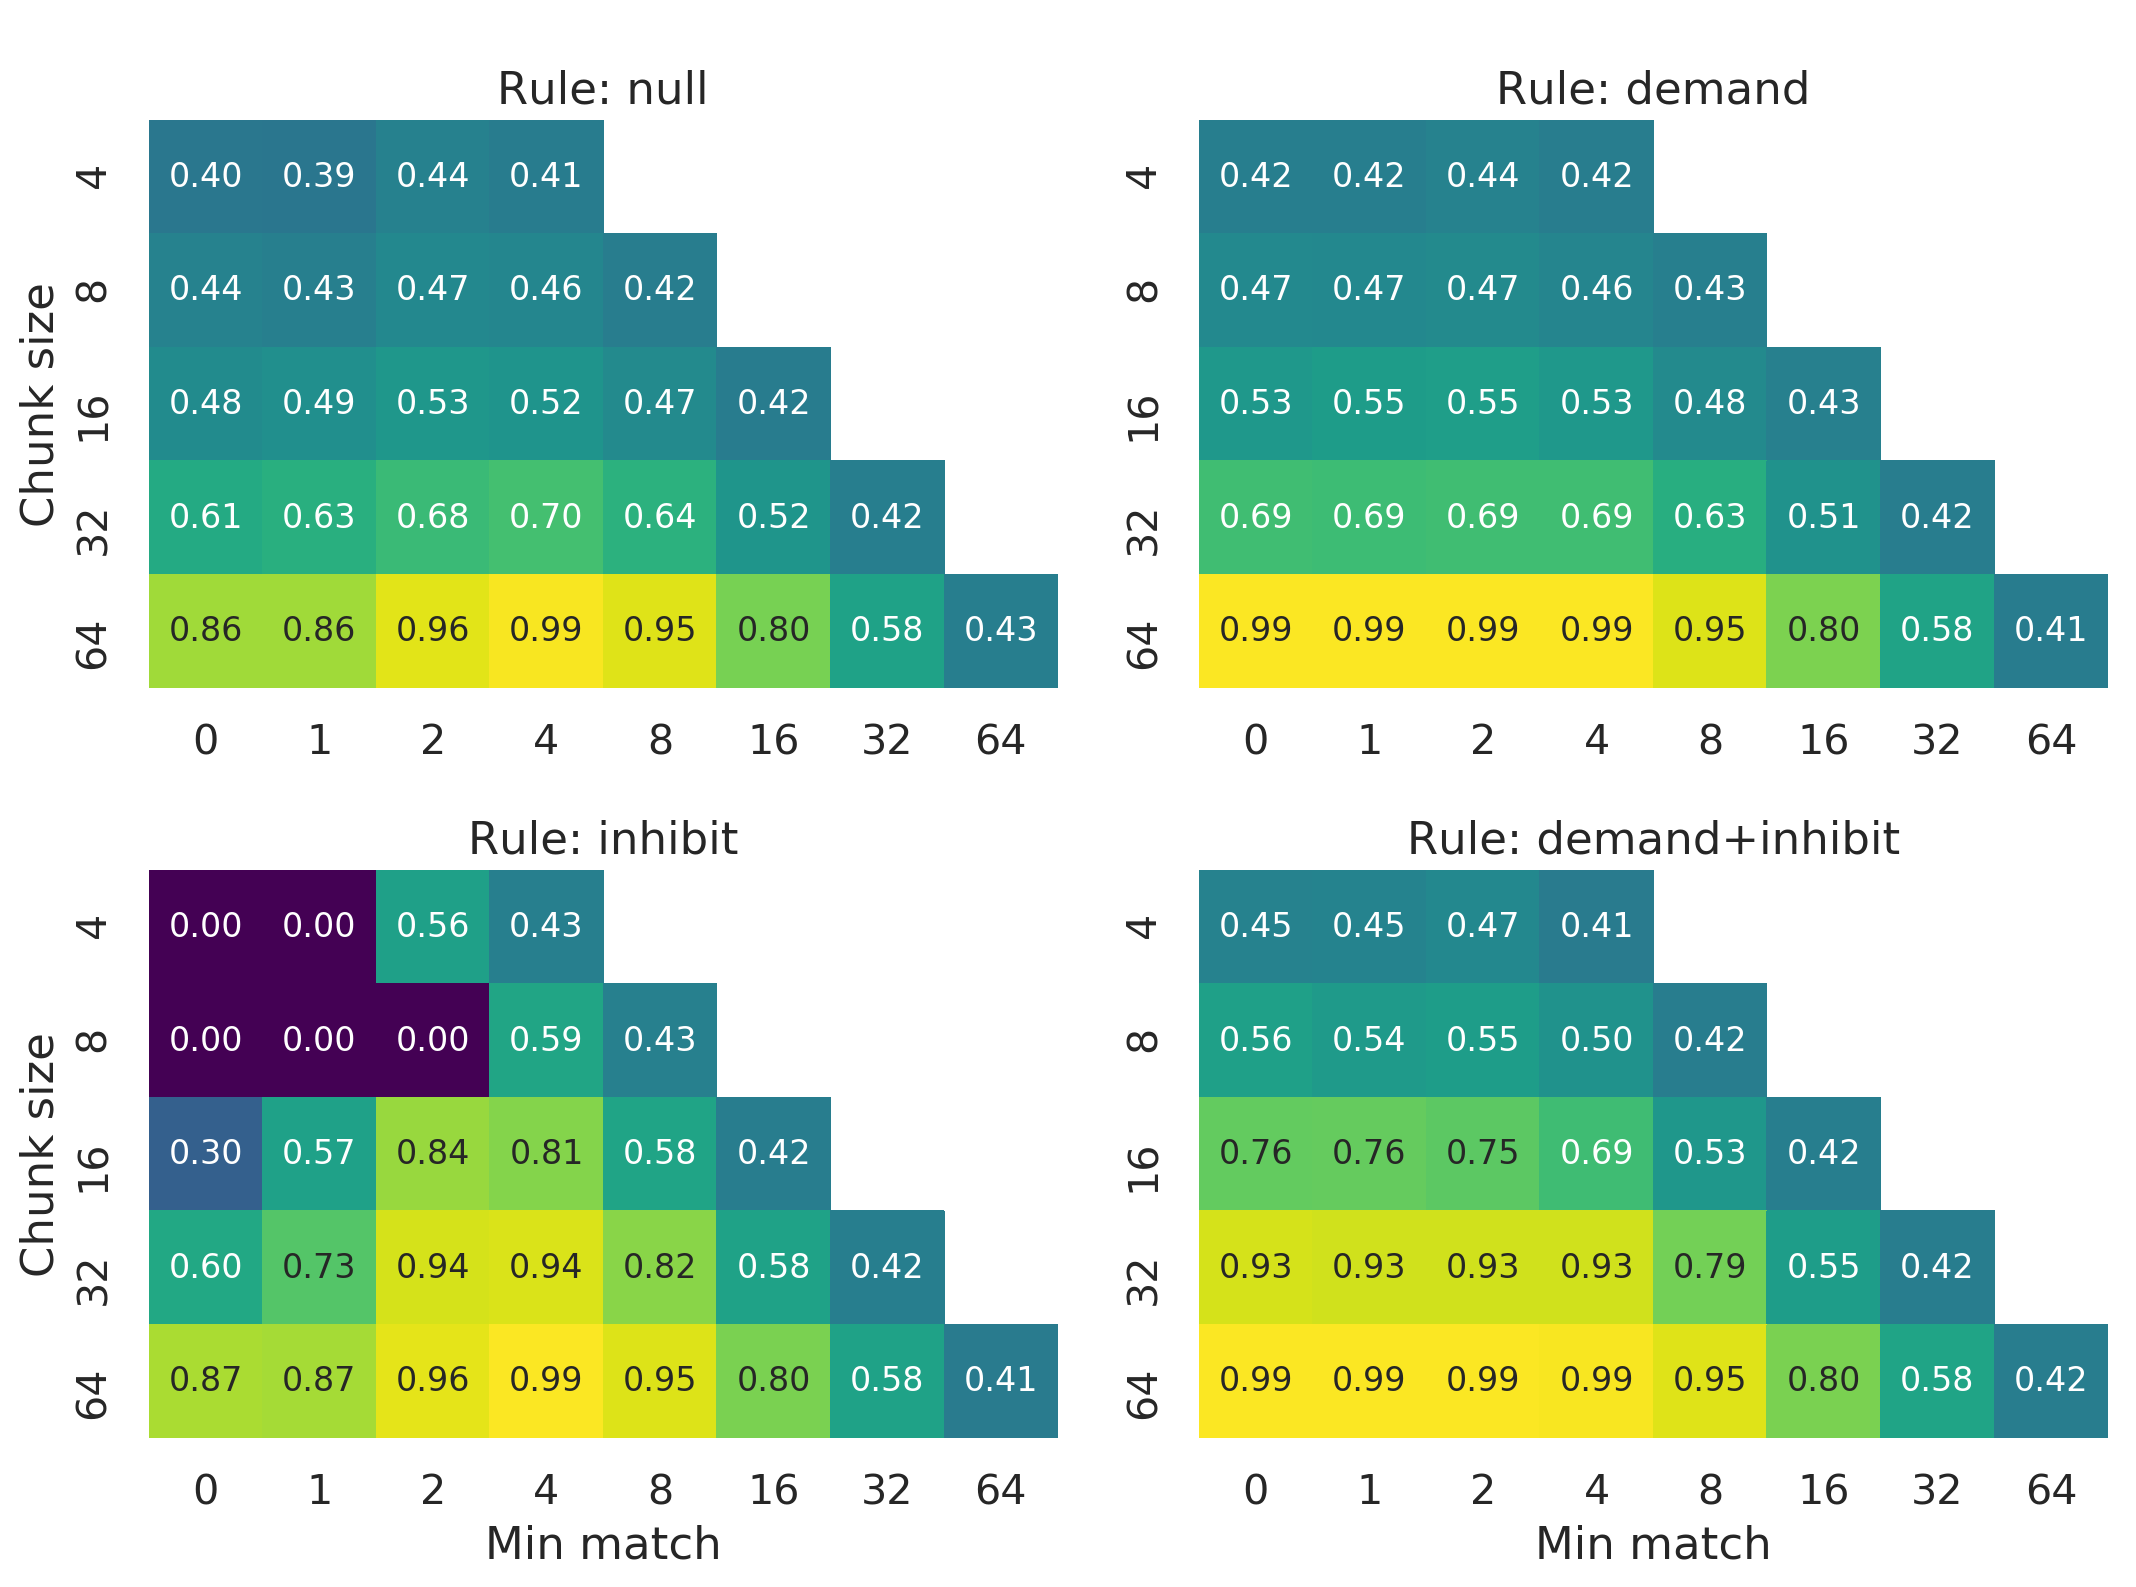 Rule: null
4 0.40 0.39 0.44 0.41
8 0.44 0.43 0.47 0.46 0.42
16 0.48 0.49 0.53 0.52 0.47 0.42
32 0.61 0.63 0.68 0.70 0.64 0.52 0.42
64 0.86 0.86 0.96 0.99 0.95 0.80 0.58 0.43
Chunk size
0 1 2 4 8 16 32 64
Rule: demand
4 0.42 0.42 0.44 0.42
8 0.47 0.47 0.47 0.46 0.43
16 0.53 0.55 0.55 0.53 0.48 0.43
32 0.69 0.69 0.69 0.69 0.63 0.51 0.42
64 0.99 0.99 0.99 0.99 0.95 0.80 0.58 0.41
0 1 2 4 8 16 32 64
Rule: inhibit
4 0.00 0.00 0.56 0.43
8 0.00 0.00 0.00 0.59 0.43
16 0.30 0.57 0.84 0.81 0.58 0.42
32 0.60 0.73 0.94 0.94 0.82 0.58 0.42
64 0.87 0.87 0.96 0.99 0.95 0.80 0.58 0.41
Chunk size
0 1 2 4 8 16 32 64
Min match
Rule: demand+inhibit
4 0.45 0.45 0.47 0.41
8 0.56 0.54 0.55 0.50 0.42
16 0.76 0.76 0.75 0.69 0.53 0.42
32 0.93 0.93 0.93 0.93 0.79 0.55 0.42
64 0.99 0.99 0.99 0.99 0.95 0.80 0.58 0.42
0 1 2 4 8 16 32 64
Min match